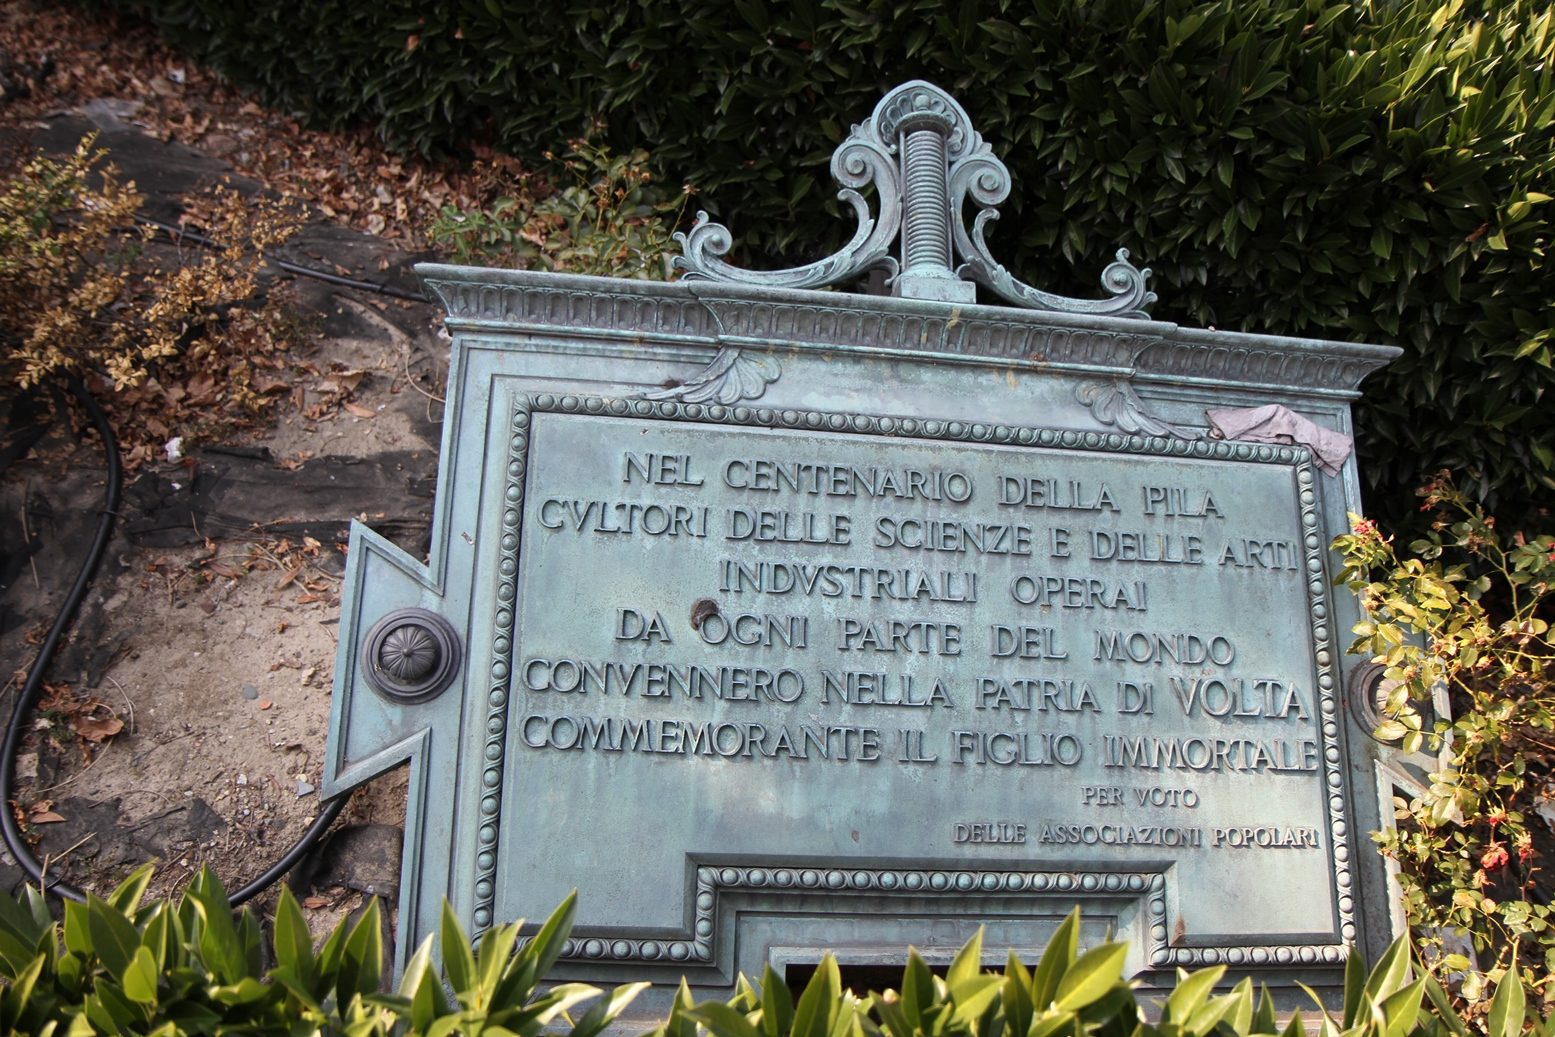 NEL CENTENARIO DELLA PILA
CVLTORI DELLE SCIENZE E DELLE ARTI
INDVSTRIALI OPERAI
DA OGNI PARTE DEL MONDO
CONVENNERO NELLA PATRIA DI VOLTA
COMMEMORANTE IL FIGLIO IMMORTALE
PER VOTO
DELLE ASSOCIAZIONI POPOLARI